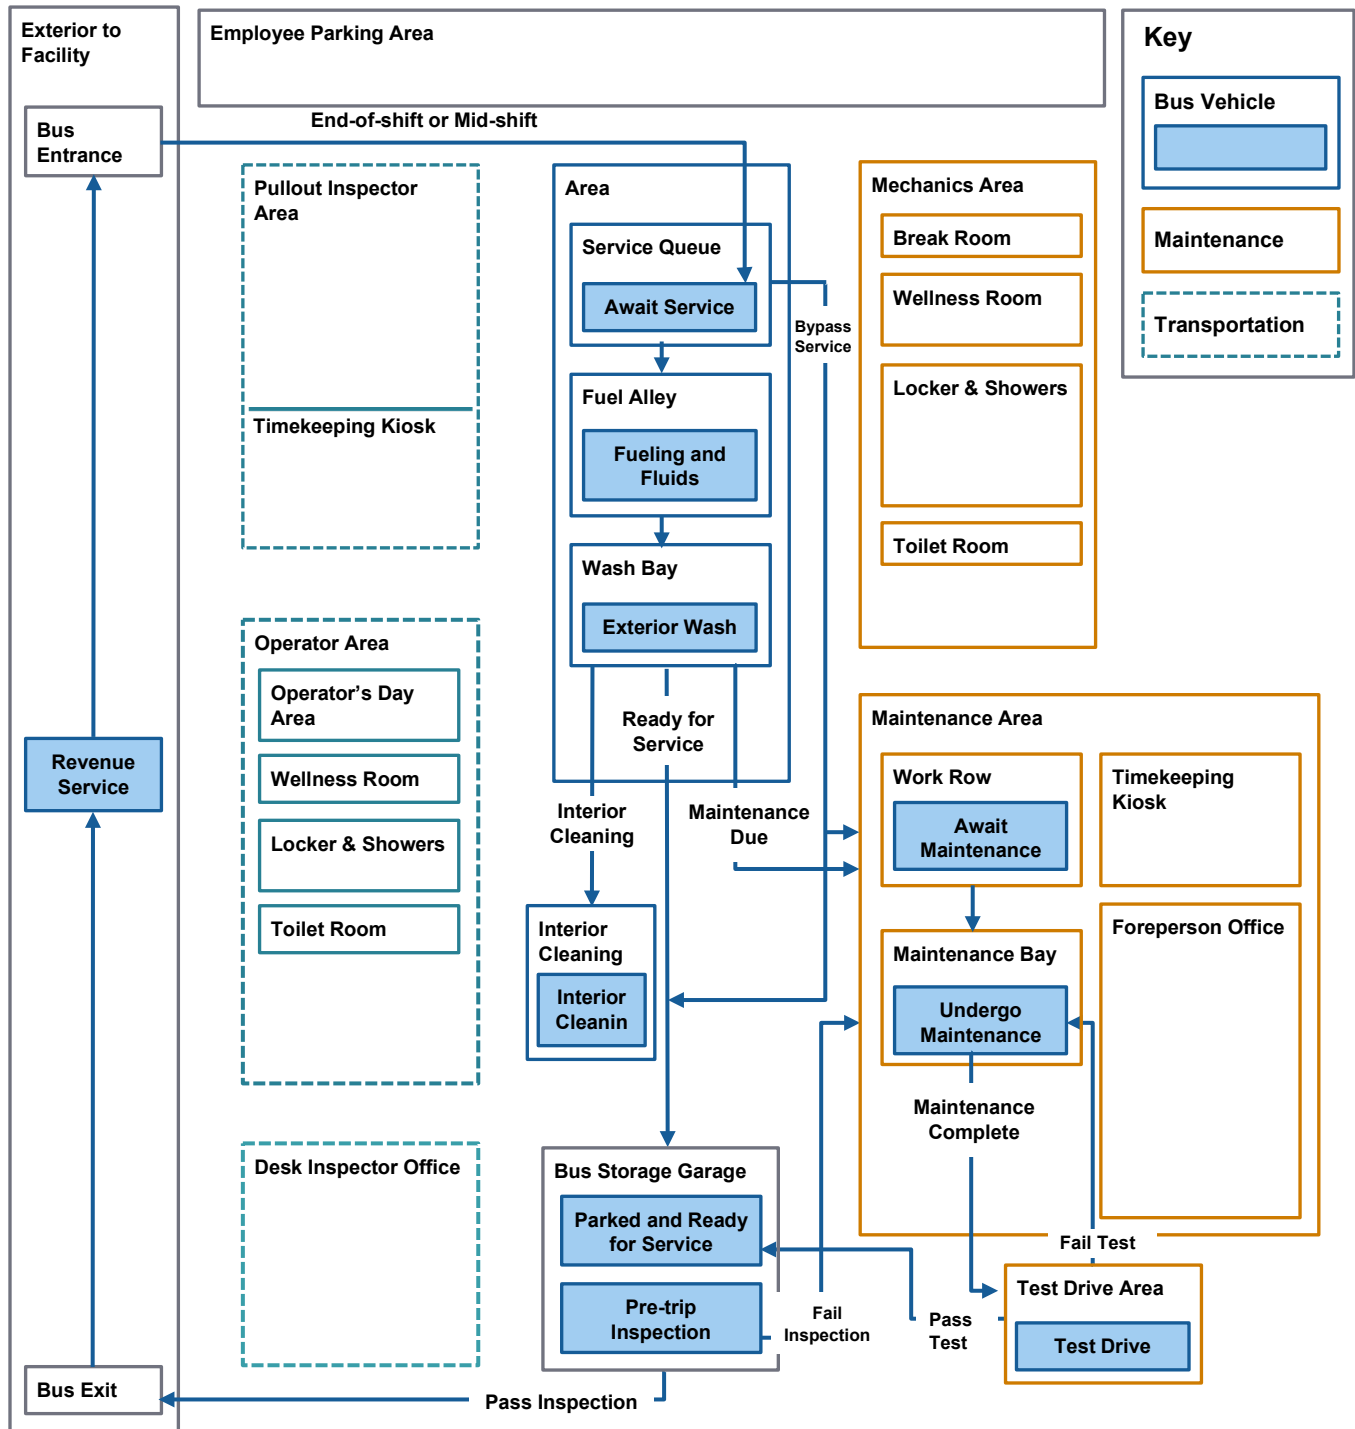 Exterior to
Facility
Employee Parking Area
Key
Bus Vehicle
Maintenance
Transportation
Bus
Entrance
End-of-shift or Mid-shift
Pullout Inspector
Area
Timekeeping Kiosk
Area
Service Queue
Await Service
Bypass
Service
Fuel Alley
Fueling and
Fluids
Wash Bay
Exterior Wash
Mechanics Area
Break Room
Wellness Room
Locker & Showers
Toilet Room
Operator Area
Operator’s Day
Area
Wellness Room
Locker & Showers
Toilet Room
Revenue
Service
Ready for
Service
Interior
Cleaning
Maintenance
Due
Interior
Cleaning
Interior
Cleanin
Maintenance Area
Work Row
Await
Maintenance
Timekeeping
Kiosk
Maintenance Bay
Undergo
Maintenance
Foreperson Office
Maintenance
Complete
Desk Inspector Office
Bus Storage Garage
Parked and Ready
for Service
Pre-trip
Inspection
Fail
Inspection
Pass
Test
Fail Test
Test Drive Area
Test Drive
Bus Exit
Pass Inspection